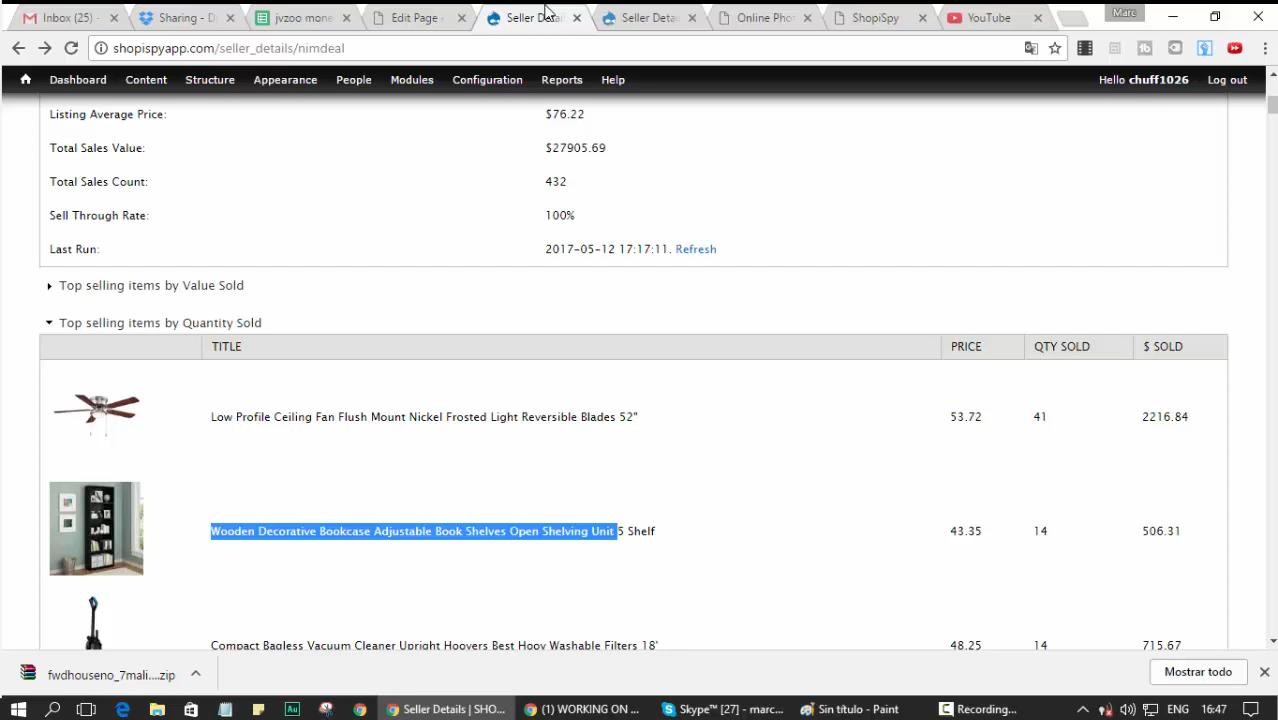 Inbox (25) -
Sharing - D
jvzoo mone
Edit Page
Seller Deta
Seller Deta
Online Pho
ShopiSpy
YouTube
Marc
shopispyapp.com/seller_details/nimdeal
Dashboard Content Structure Appearance People Modules Configuration Reports Help Hello chuff1026 Log out
Listing Average Price: $76.22
Total Sales Value: $27905.69
Total Sales Count: 432
Sell Through Rate: 100%
Last Run: 2017-05-12 17:17:11. Refresh
Top selling items by Value Sold
Top selling items by Quantity Sold
TITLE PRICE QTY SOLD $ SOLD
Low Profile Ceiling Fan Flush Mount Nickel Frosted Light Reversible Blades 52" 53.72 41 2216.84
Wooden Decorative Bookcase Adjustable Book Shelves Open Shelving Unit 5 Shelf 43.35 14 506.31
Compact Bagless Vacuum Cleaner Upright Hoovers Best Hoov Washable Filters 18' 48.25 14 715.67
fwdhouseno_7mali....zip
Mostrar todo
Seller Details | SHO...
(1) WORKING ON ...
Skype™ [27] - marc...
Sin título - Paint
Recording...
ENG 16:47